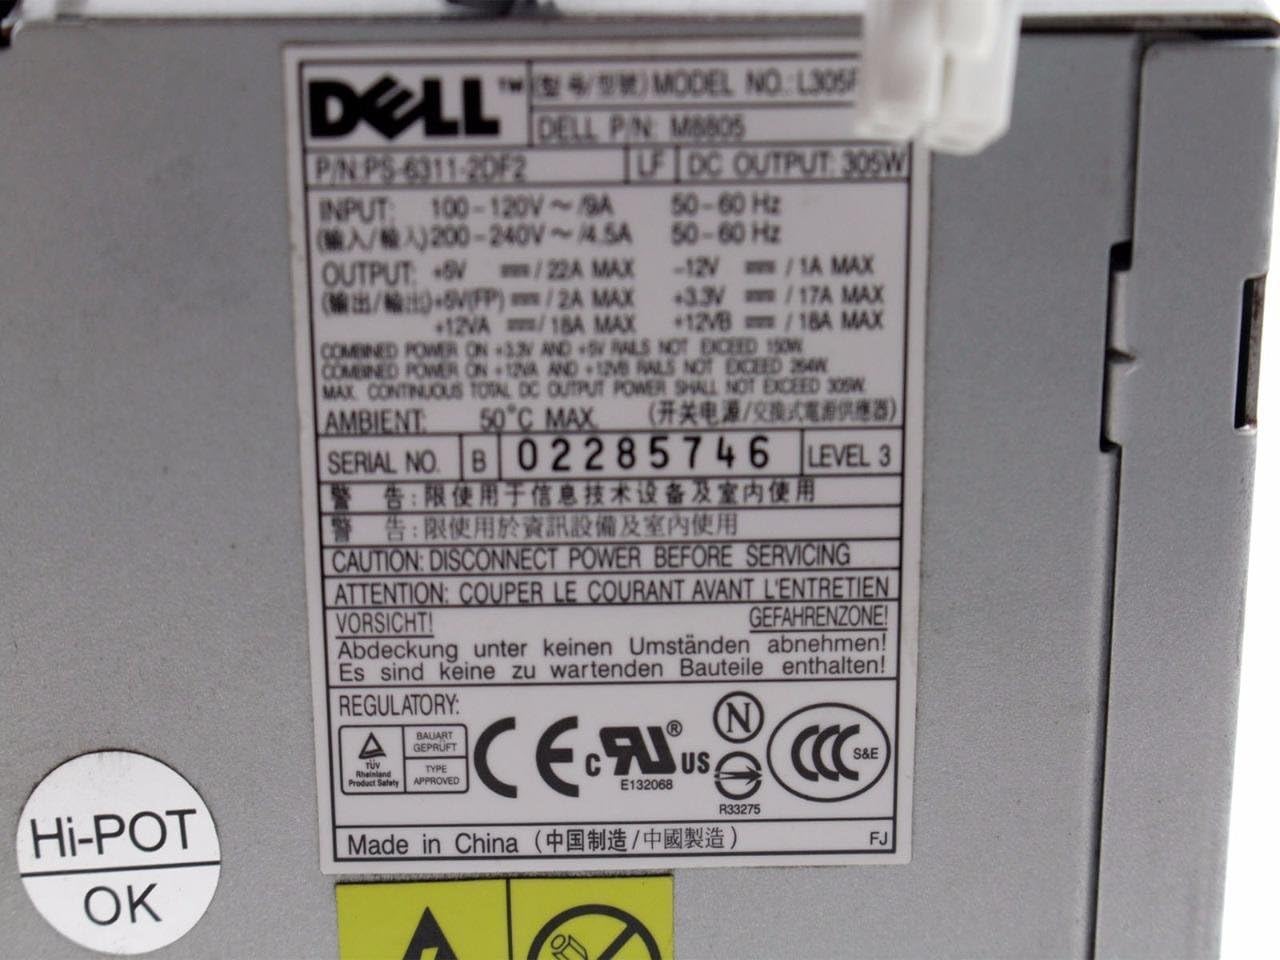 DELL™
(型号/型號) MODEL NO.: L305P
DELL P/N: M8805
P/N:PS-6311-2DF2 LF DC OUTPUT: 305W
INPUT: 100-120V ~ /9A 50-60 Hz
(输入/輸入) 200-240V ~ /4.5A 50-60 Hz
OUTPUT: +5V ⎓ / 22A MAX -12V ⎓ / 1A MAX
(输出/輸出) +5V(FP) ⎓ / 2A MAX +3.3V ⎓ / 17A MAX
+12VA ⎓ / 18A MAX +12VB ⎓ / 18A MAX
COMBINED POWER ON +3.3V AND +5V RAILS NOT EXCEED 150W.
COMBINED POWER ON +12VA AND +12VB RAILS NOT EXCEED 264W.
MAX. CONTINUOUS TOTAL DC OUTPUT POWER SHALL NOT EXCEED 305W.
AMBIENT: 50°C MAX. (开关电源/交換式電源供應器)
SERIAL NO. B 02285746 LEVEL 3
警 告:限使用于信息技术设备及室内使用
警 告:限使用於資訊設備及室內使用
CAUTION: DISCONNECT POWER BEFORE SERVICING
ATTENTION: COUPER LE COURANT AVANT L'ENTRETIEN
VORSICHT! GEFAHRENZONE!
Abdeckung unter keinen Umständen abnehmen!
Es sind keine zu wartenden Bauteile enthalten!
REGULATORY:
TÜV
Rheinland
Product Safety
BAUART
GEPRÜFT
TYPE
APPROVED
CE
c RU® US
E132068
N
R33275
CCC S&E
Made in China (中国制造/中國製造) FJ
Hi-POT
OK